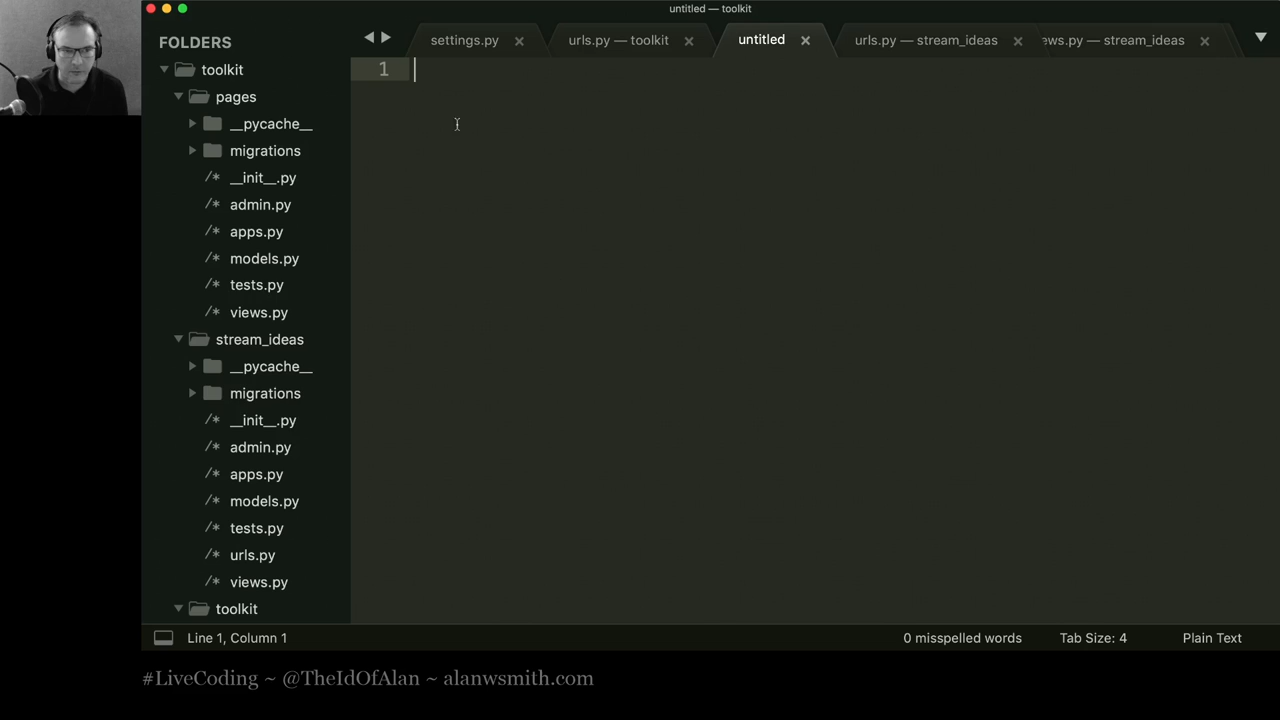 untitled — toolkit
FOLDERS
settings.py
urls.py — toolkit
untitled
urls.py — stream_ideas
ews.py — stream_ideas
toolkit
1
pages
__pycache__
migrations
__init__.py
admin.py
apps.py
models.py
tests.py
views.py
stream_ideas
__pycache__
migrations
__init__.py
admin.py
apps.py
models.py
tests.py
urls.py
views.py
toolkit
Line 1, Column 1
0 misspelled words
Tab Size: 4
Plain Text
#LiveCoding ~ @TheIdOfAlan ~ alanwsmith.com